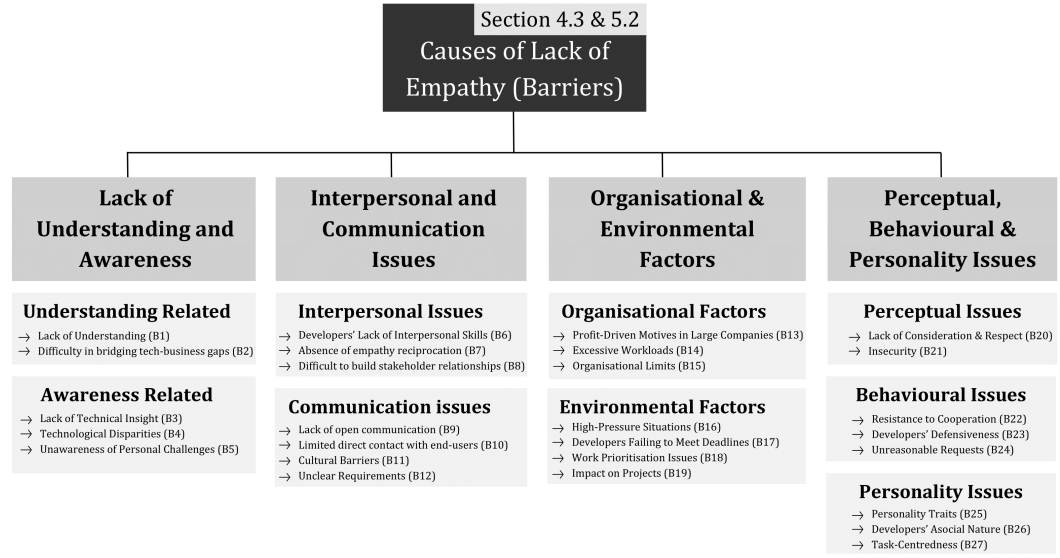 Section 4.3 & 5.2
Causes of Lack of
Empathy (Barriers)
Lack of
Understanding and
Awareness
Understanding Related
→ Lack of Understanding (B1)
→ Difficulty in bridging tech-business gaps (B2)
Awareness Related
→ Lack of Technical Insight (B3)
→ Technological Disparities (B4)
→ Unawareness of Personal Challenges (B5)
Interpersonal and
Communication
Issues
Interpersonal Issues
→ Developers' Lack of Interpersonal Skills (B6)
→ Absence of empathy reciprocation (B7)
→ Difficult to build stakeholder relationships (B8)
Communication issues
→ Lack of open communication (B9)
→ Limited direct contact with end-users (B10)
→ Cultural Barriers (B11)
→ Unclear Requirements (B12)
Organisational &
Environmental
Factors
Organisational Factors
→ Profit-Driven Motives in Large Companies (B13)
→ Excessive Workloads (B14)
→ Organisational Limits (B15)
Environmental Factors
→ High-Pressure Situations (B16)
→ Developers Failing to Meet Deadlines (B17)
→ Work Prioritisation Issues (B18)
→ Impact on Projects (B19)
Perceptual,
Behavioural &
Personality Issues
Perceptual Issues
→ Lack of Consideration & Respect (B20)
→ Insecurity (B21)
Behavioural Issues
→ Resistance to Cooperation (B22)
→ Developers' Defensiveness (B23)
→ Unreasonable Requests (B24)
Personality Issues
→ Personality Traits (B25)
→ Developers' Asocial Nature (B26)
→ Task-Centredness (B27)